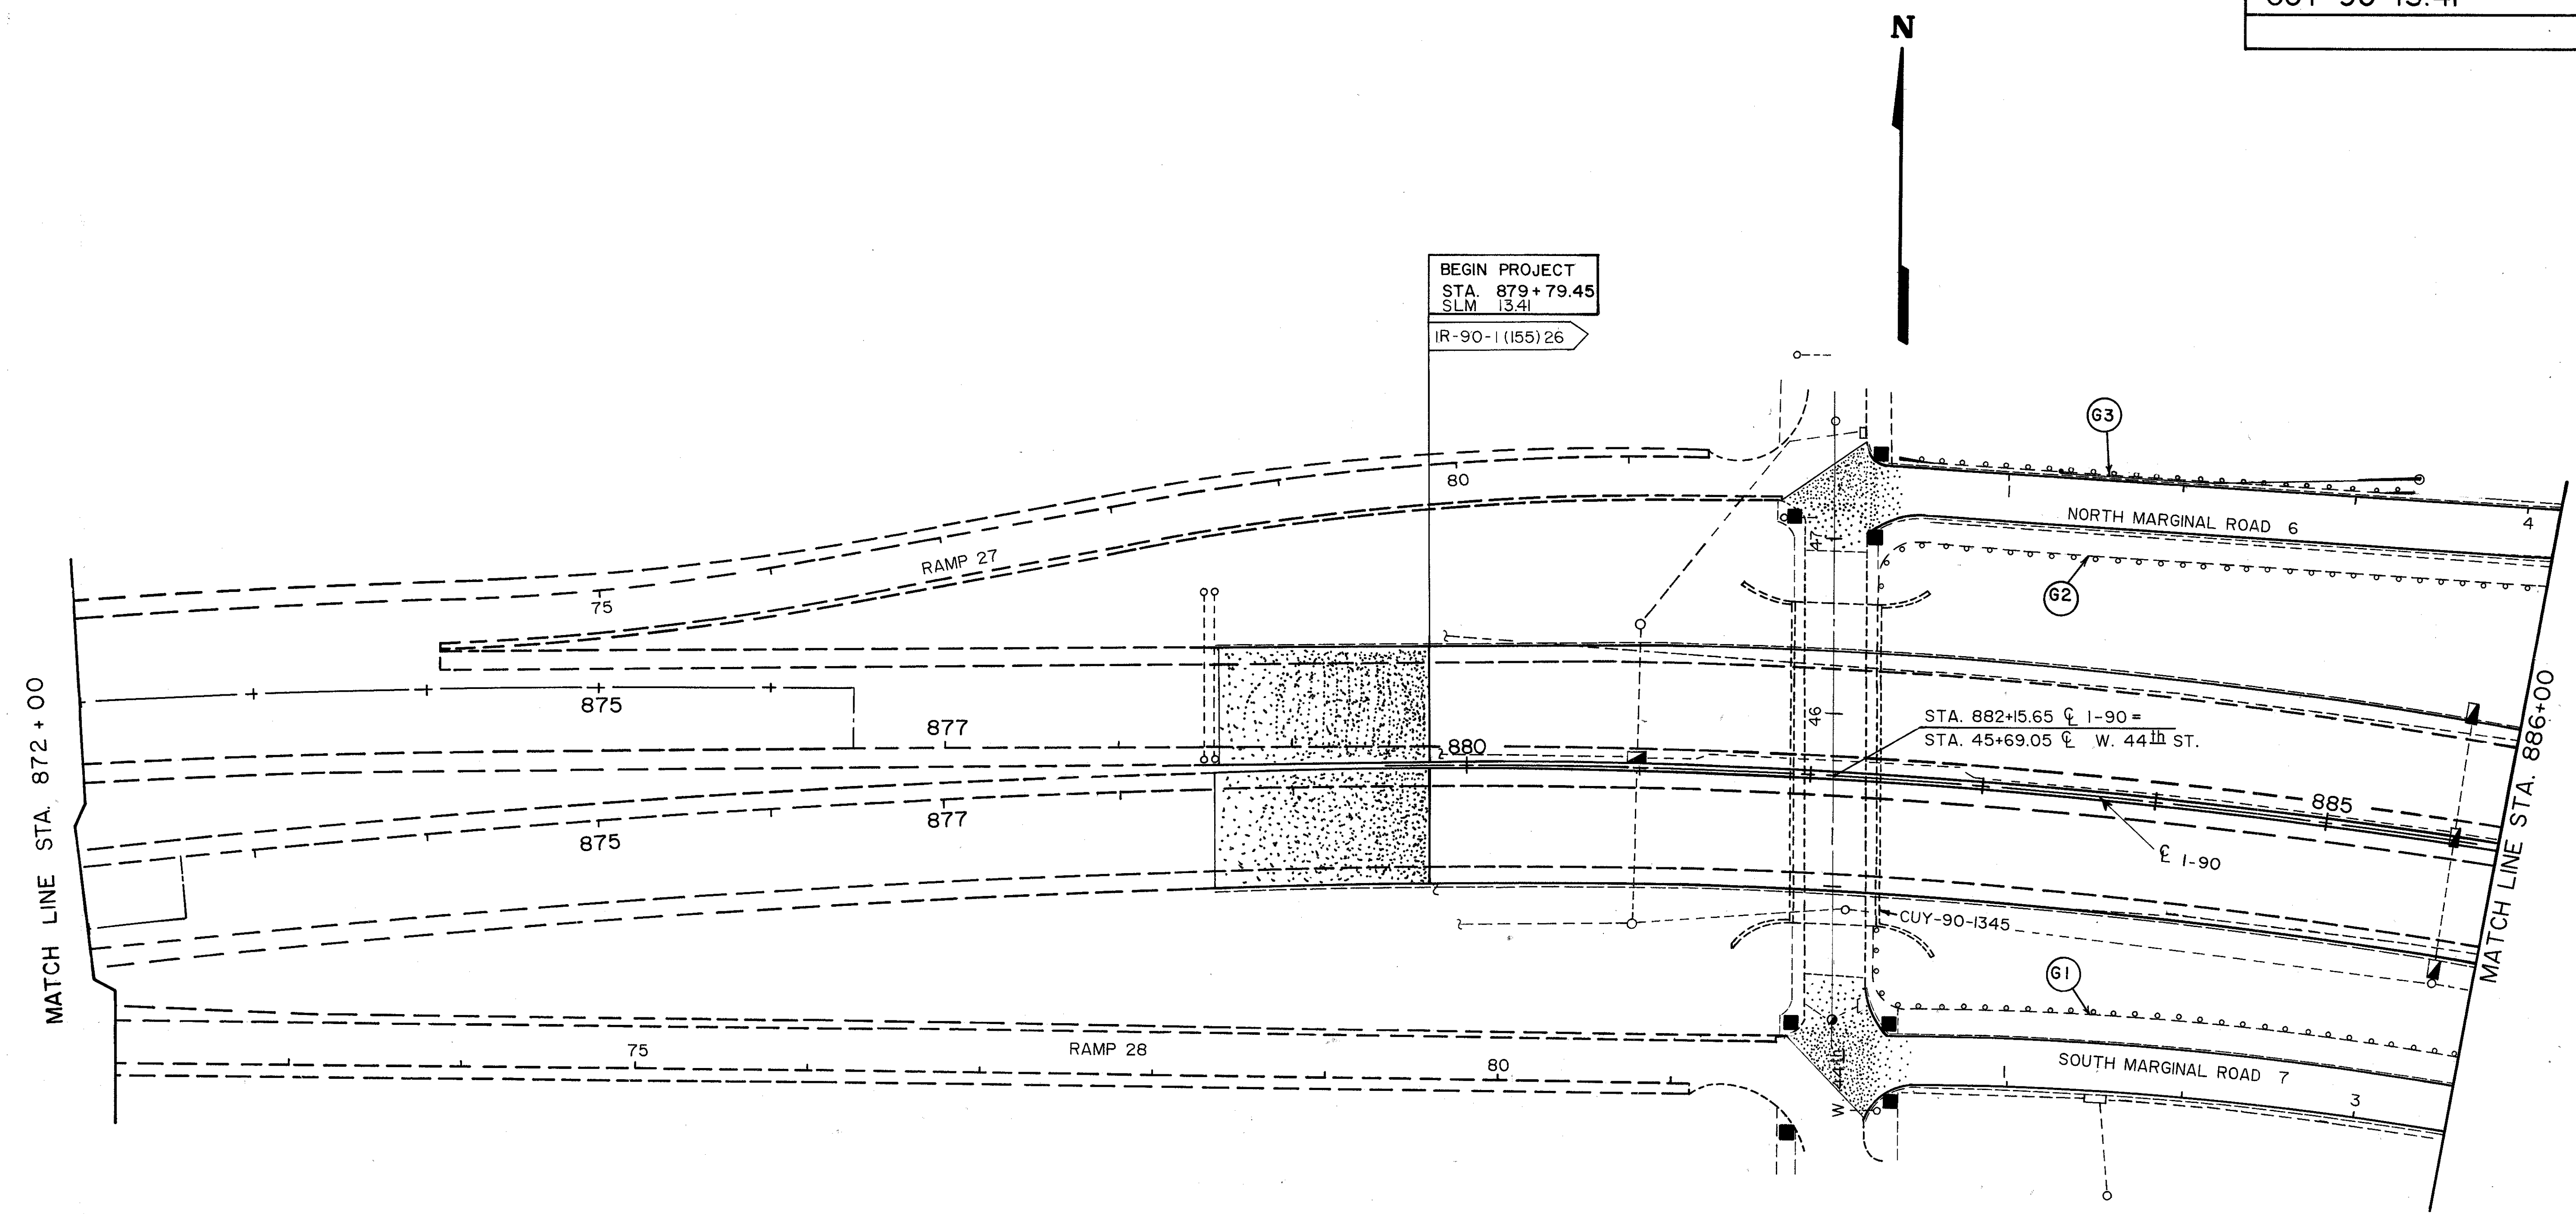 N
BEGIN PROJECT
STA. 879+79.45
SLM 13.41
IR-90-1(155)26
G3
80
NORTH MARGINAL ROAD 6
4
1
47
RAMP 27
75
G2
MATCH LINE STA. 872+00
875
877
880
46
STA. 882+15.65 ℄ I-90 =
STA. 45+69.05 ℄ W. 44th ST.
MATCH LINE STA. 886+00
885
875
877
℄ I-90
CUY-90-1345
G1
75
RAMP 28
80
W 44th
1
SOUTH MARGINAL ROAD 7
3